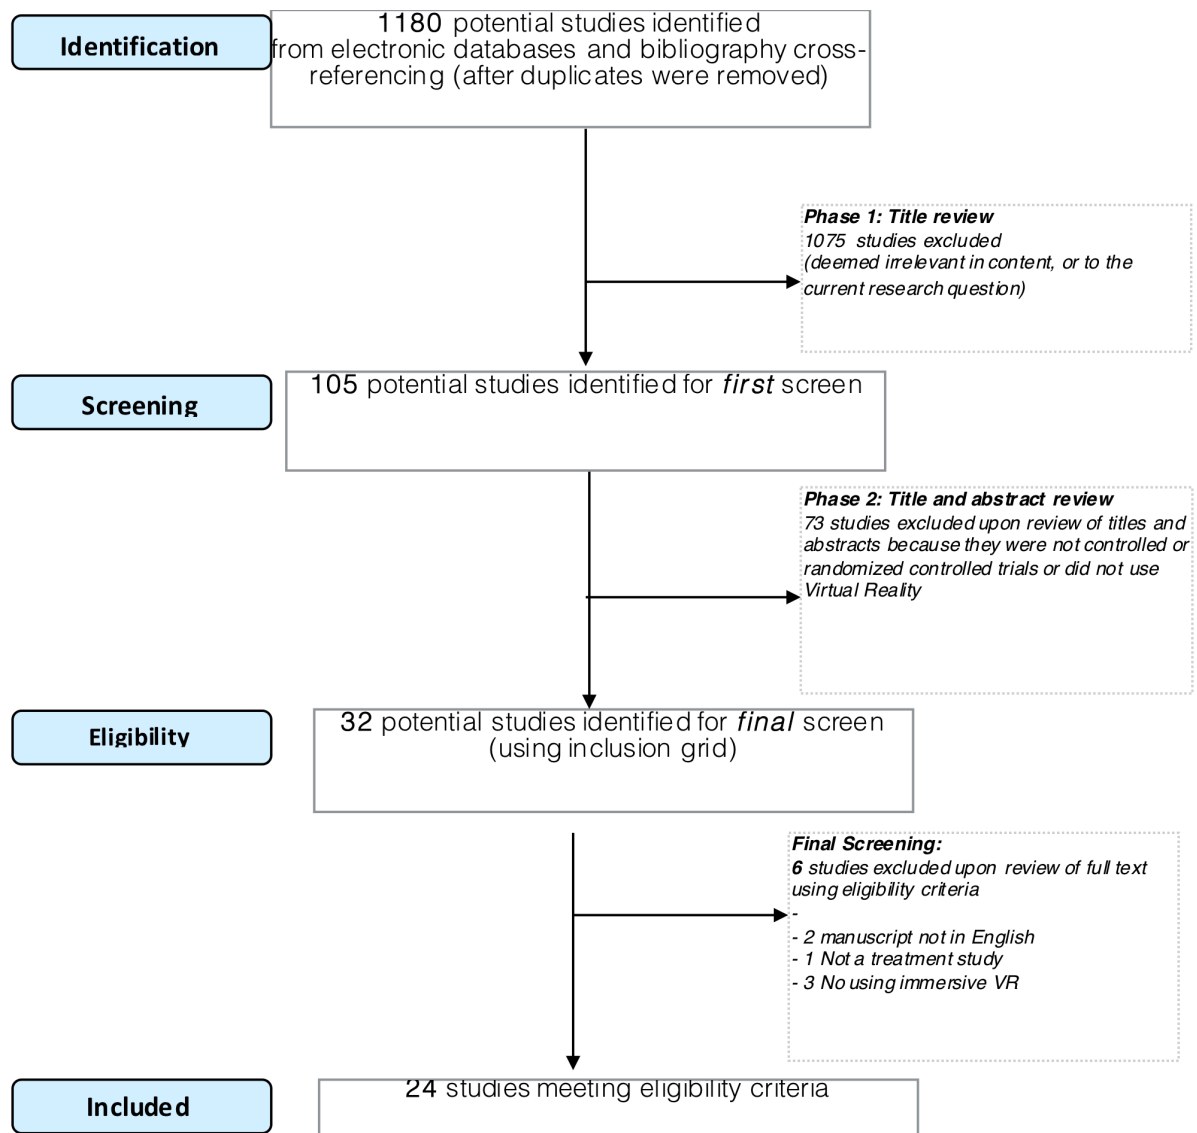 Identification
1180 potential studies identified
from electronic databases and bibliography cross-
referencing (after duplicates were removed)
Phase 1: Title review
1075 studies excluded
(deemed irrelevant in content, or to the
current research question)
Screening
105 potential studies identified for first screen
Phase 2: Title and abstract review
73 studies excluded upon review of titles and
abstracts because they were not controlled or
randomized controlled trials or did not use
Virtual Reality
Eligibility
32 potential studies identified for final screen
(using inclusion grid)
Final Screening:
6 studies excluded upon review of full text
using eligibility criteria
-
- 2 manuscript not in English
- 1 Not a treatment study
- 3 No using immersive VR
Included
24 studies meeting eligibility criteria